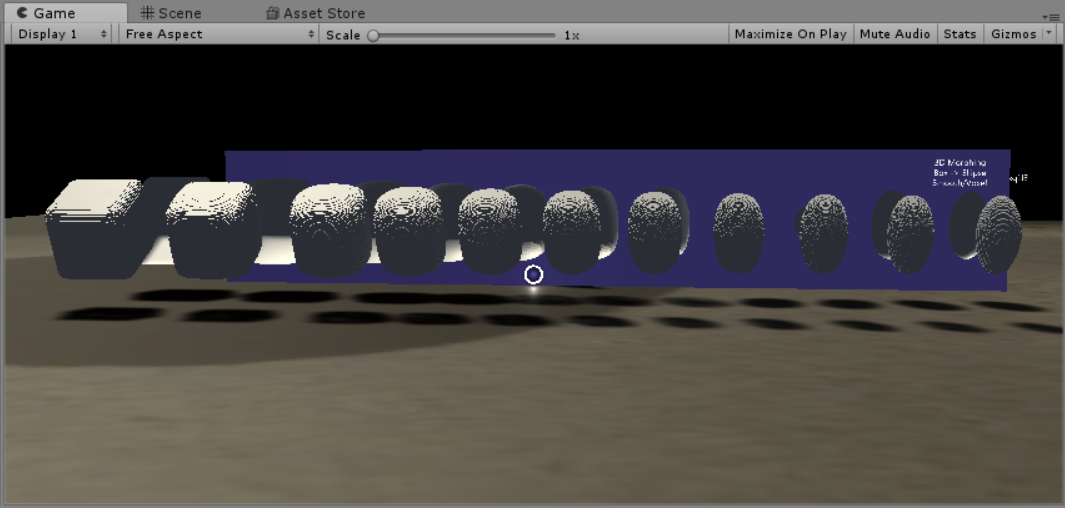 Game
Scene
Asset Store
Display 1
Free Aspect
Scale
1x
Maximize On Play
Mute Audio
Stats
Gizmos
3D Morphing
Box -> Elipse
Smooth/Voxel